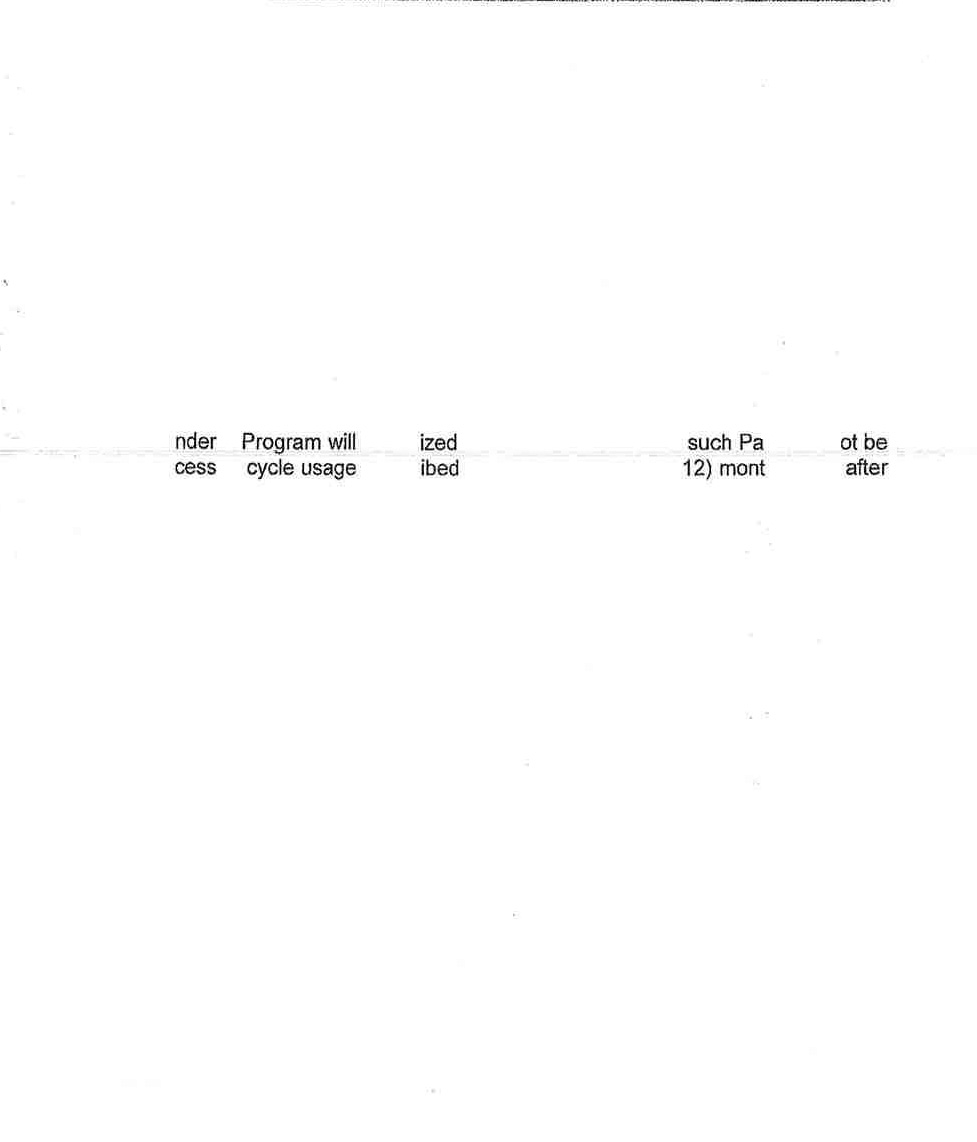 nder Program will ized such Pa ot be
cess cycle usage ibed 12) mont after